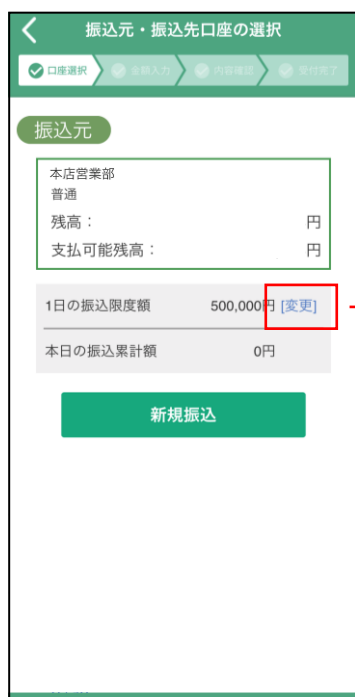 振込元・振込先口座の選択
口座選択 金額入力 内容確認 受付完了
振込元
本店営業部
普通
残高： 円
支払可能残高： 円
1日の振込限度額 500,000円 [変更]
本日の振込累計額 0円
新規振込